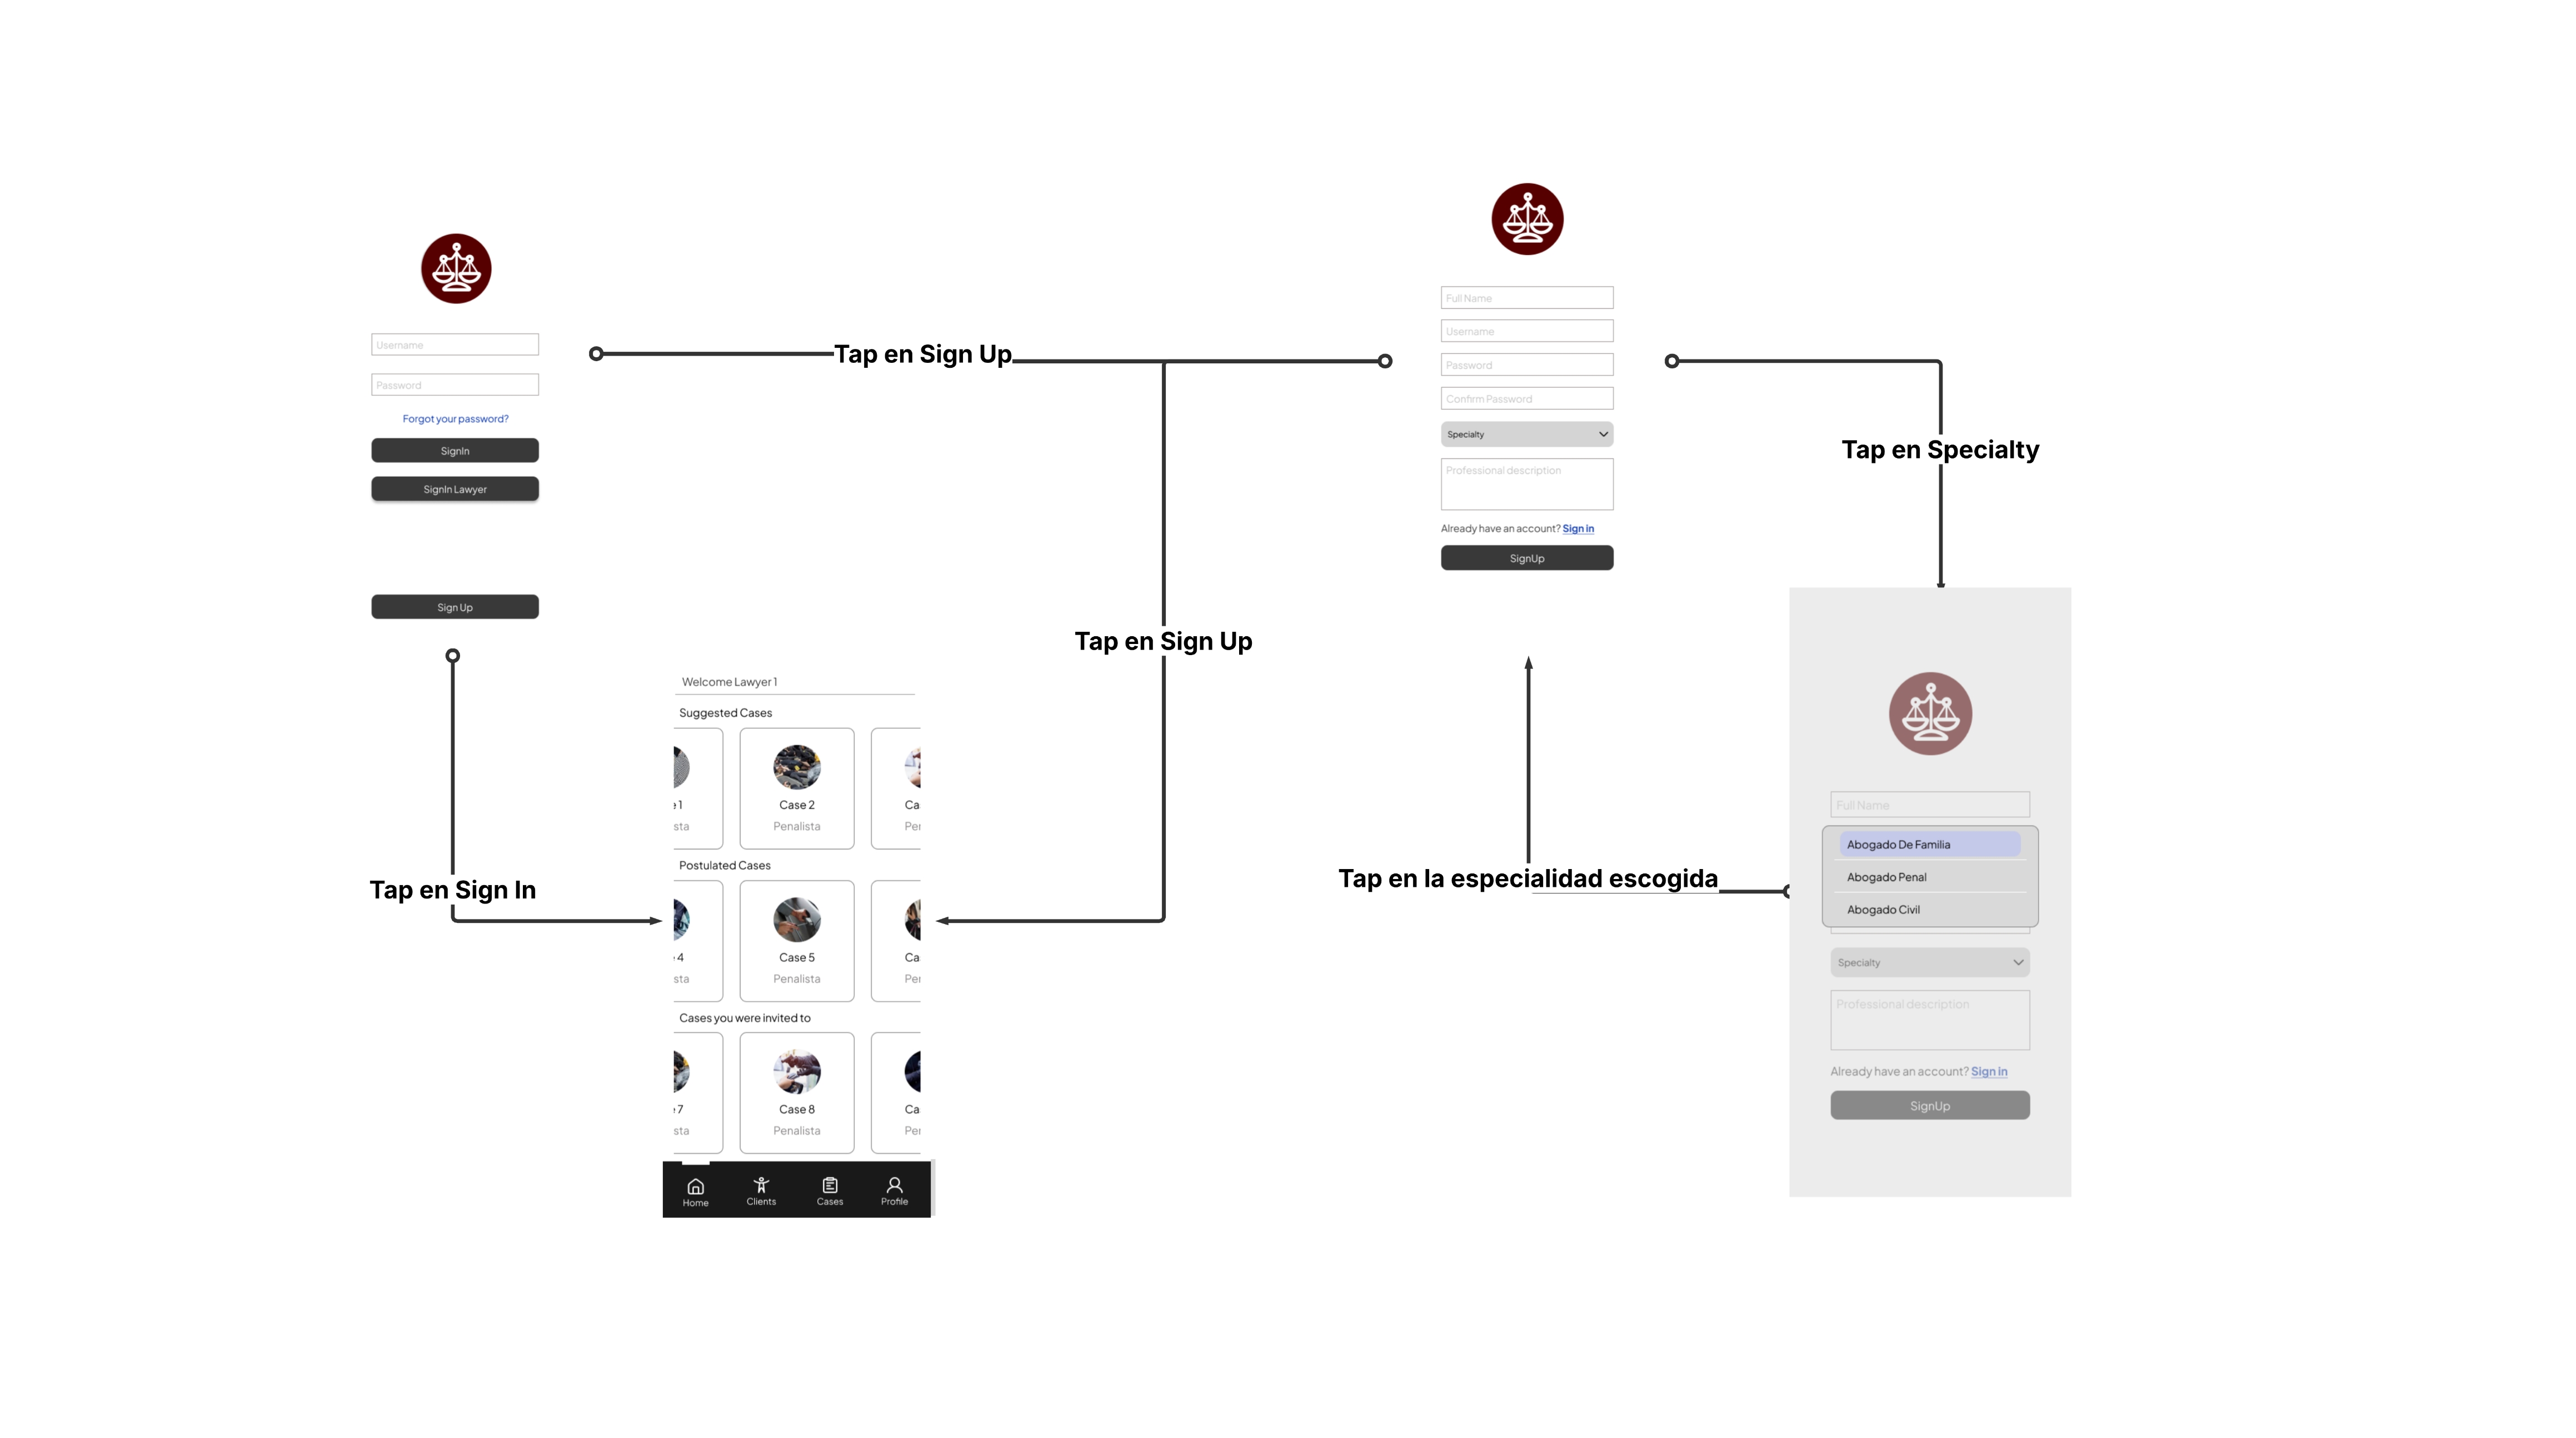 Username
Password
Forgot your password?
SignIn
SignIn Lawyer
Sign Up
Tap en Sign Up
Tap en Sign In
Welcome Lawyer 1
Suggested Cases
e 1
sta
Case 2
Penalista
Ca
Per
Postulated Cases
4
sta
Case 5
Penalista
Ca
Per
Cases you were invited to
7
sta
Case 8
Penalista
Ca
Per
Home
Clients
Cases
Profile
Tap en Sign Up
Full Name
Username
Password
Confirm Password
Specialty
Professional description
Already have an account? Sign in
SignUp
Tap en Specialty
Tap en la especialidad escogida
Full Name
Abogado De Familia
Abogado Penal
Abogado Civil
Specialty
Professional description
Already have an account? Sign in
SignUp